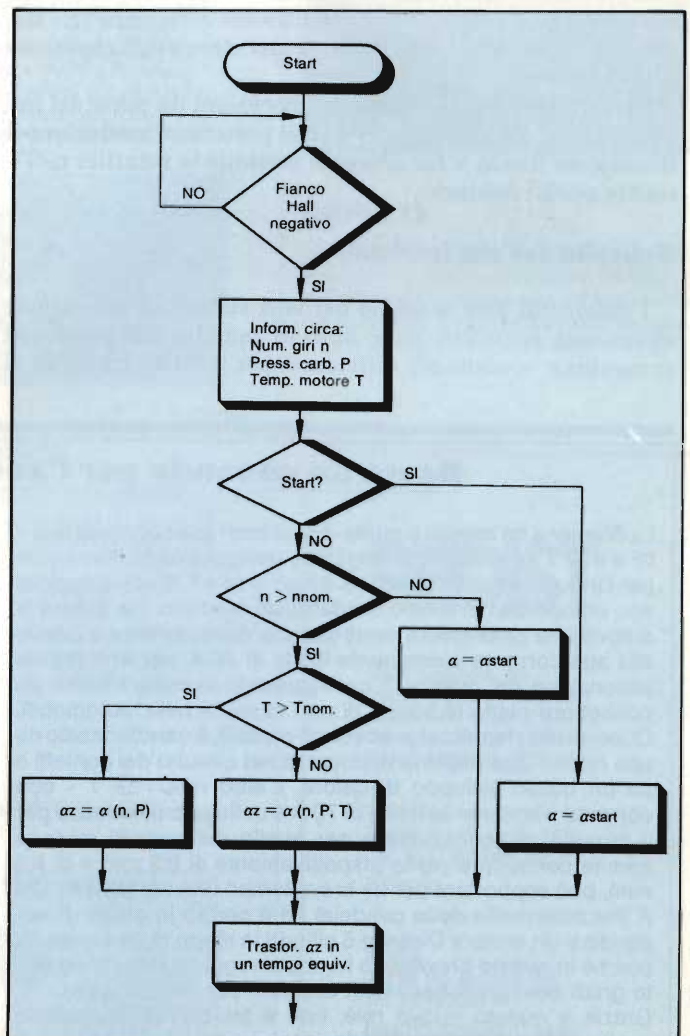 Start
NO
Fianco
Hall
negativo
SI
Inform. circa:
Num. giri n
Press. carb. P
Temp. motore T
Start?
SI
NO
n > nnom.
NO
α = αstart
SI
SI
T > Tnom.
NO
αz = α (n, P)
αz = α (n, P, T)
α = αstart
Trasfor. αz in
un tempo equiv.